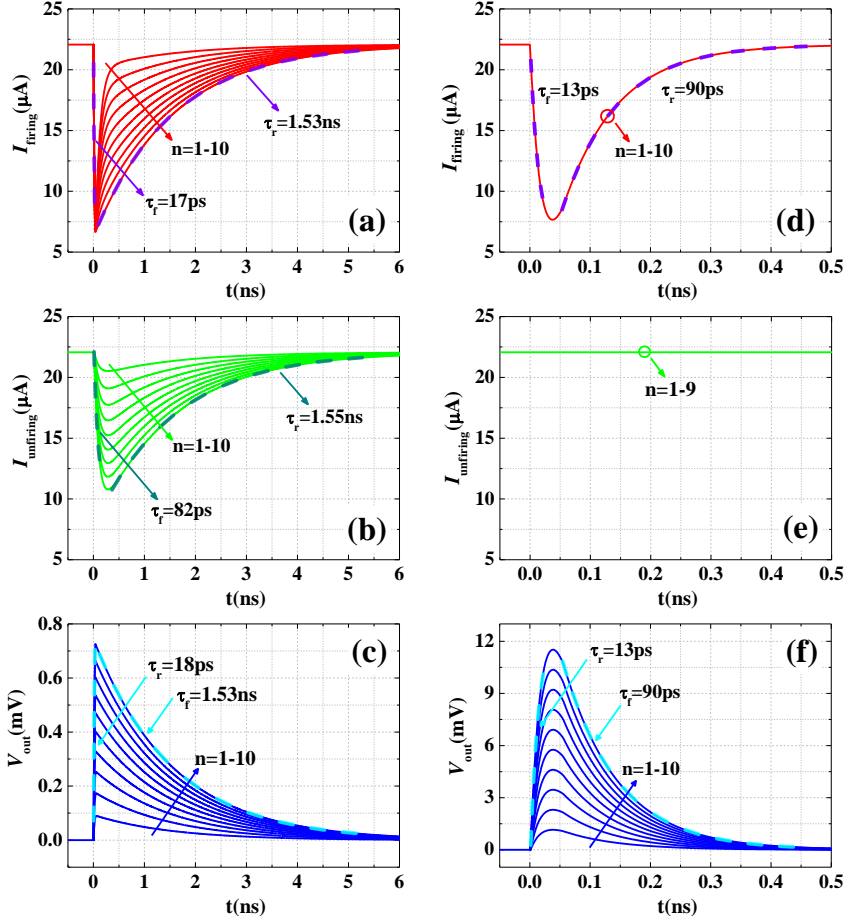 25
20
15
10
5
I_firing(μA)
n=1-10
τ_r=1.53ns
τ_f=17ps
(a)
0 1 2 3 4 5 6
t(ns)
25
20
15
10
5
I_firing (μA)
τ_f=13ps
τ_r=90ps
n=1-10
(d)
0.0 0.1 0.2 0.3 0.4 0.5
t(ns)
25
20
15
10
5
I_unfiring(μA)
τ_r=1.55ns
n=1-10
τ_f=82ps
(b)
0 1 2 3 4 5 6
t(ns)
25
20
15
10
5
I_unfiring(μA)
n=1-9
(e)
0.0 0.1 0.2 0.3 0.4 0.5
t(ns)
0.8
0.6
0.4
0.2
0.0
V_out(mV)
τ_r=18ps
τ_f=1.53ns
n=1-10
(c)
0 1 2 3 4 5 6
t(ns)
12
9
6
3
0
V_out(mV)
τ_r=13ps
τ_f=90ps
n=1-10
(f)
0.0 0.1 0.2 0.3 0.4 0.5
t(ns)